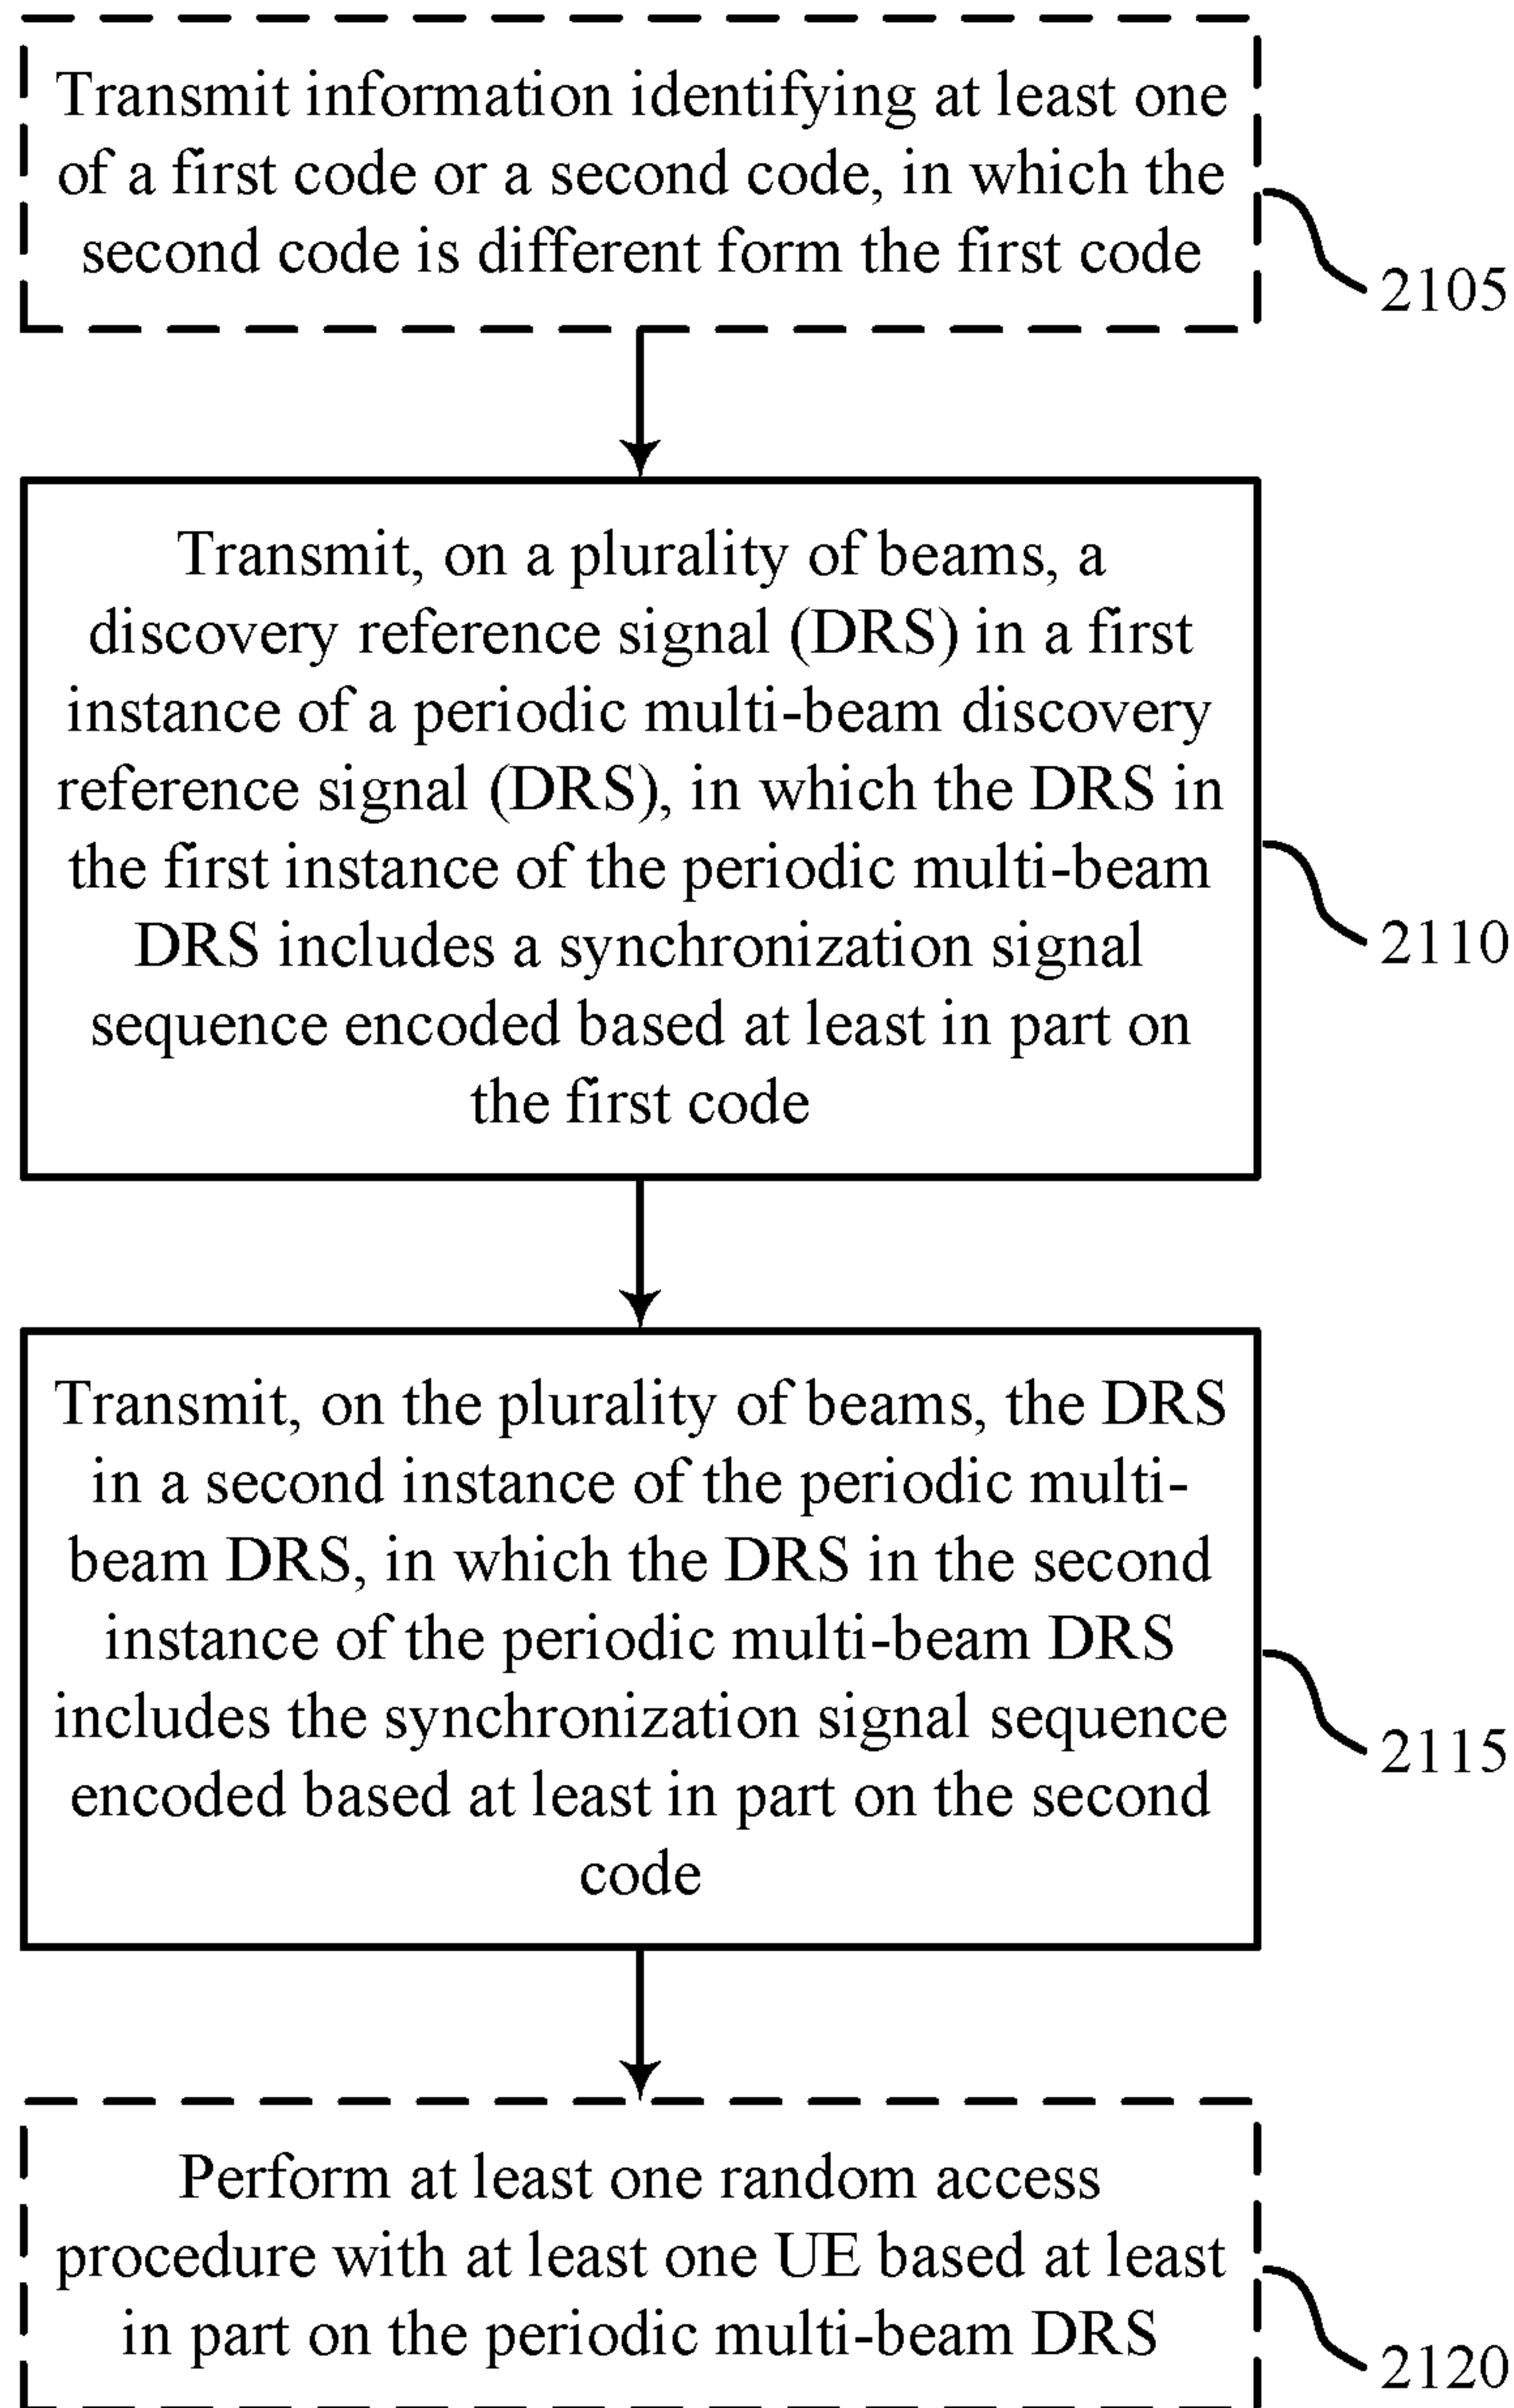 Transmit information identifying at least one
of a first code or a second code, in which the
second code is different form the first code
2105
Transmit, on a plurality of beams, a
discovery reference signal (DRS) in a first
instance of a periodic multi-beam discovery
reference signal (DRS), in which the DRS in
the first instance of the periodic multi-beam
DRS includes a synchronization signal
sequence encoded based at least in part on
the first code
2110
Transmit, on the plurality of beams, the DRS
in a second instance of the periodic multi-
beam DRS, in which the DRS in the second
instance of the periodic multi-beam DRS
includes the synchronization signal sequence
encoded based at least in part on the second
code
2115
Perform at least one random access
procedure with at least one UE based at least
in part on the periodic multi-beam DRS
2120